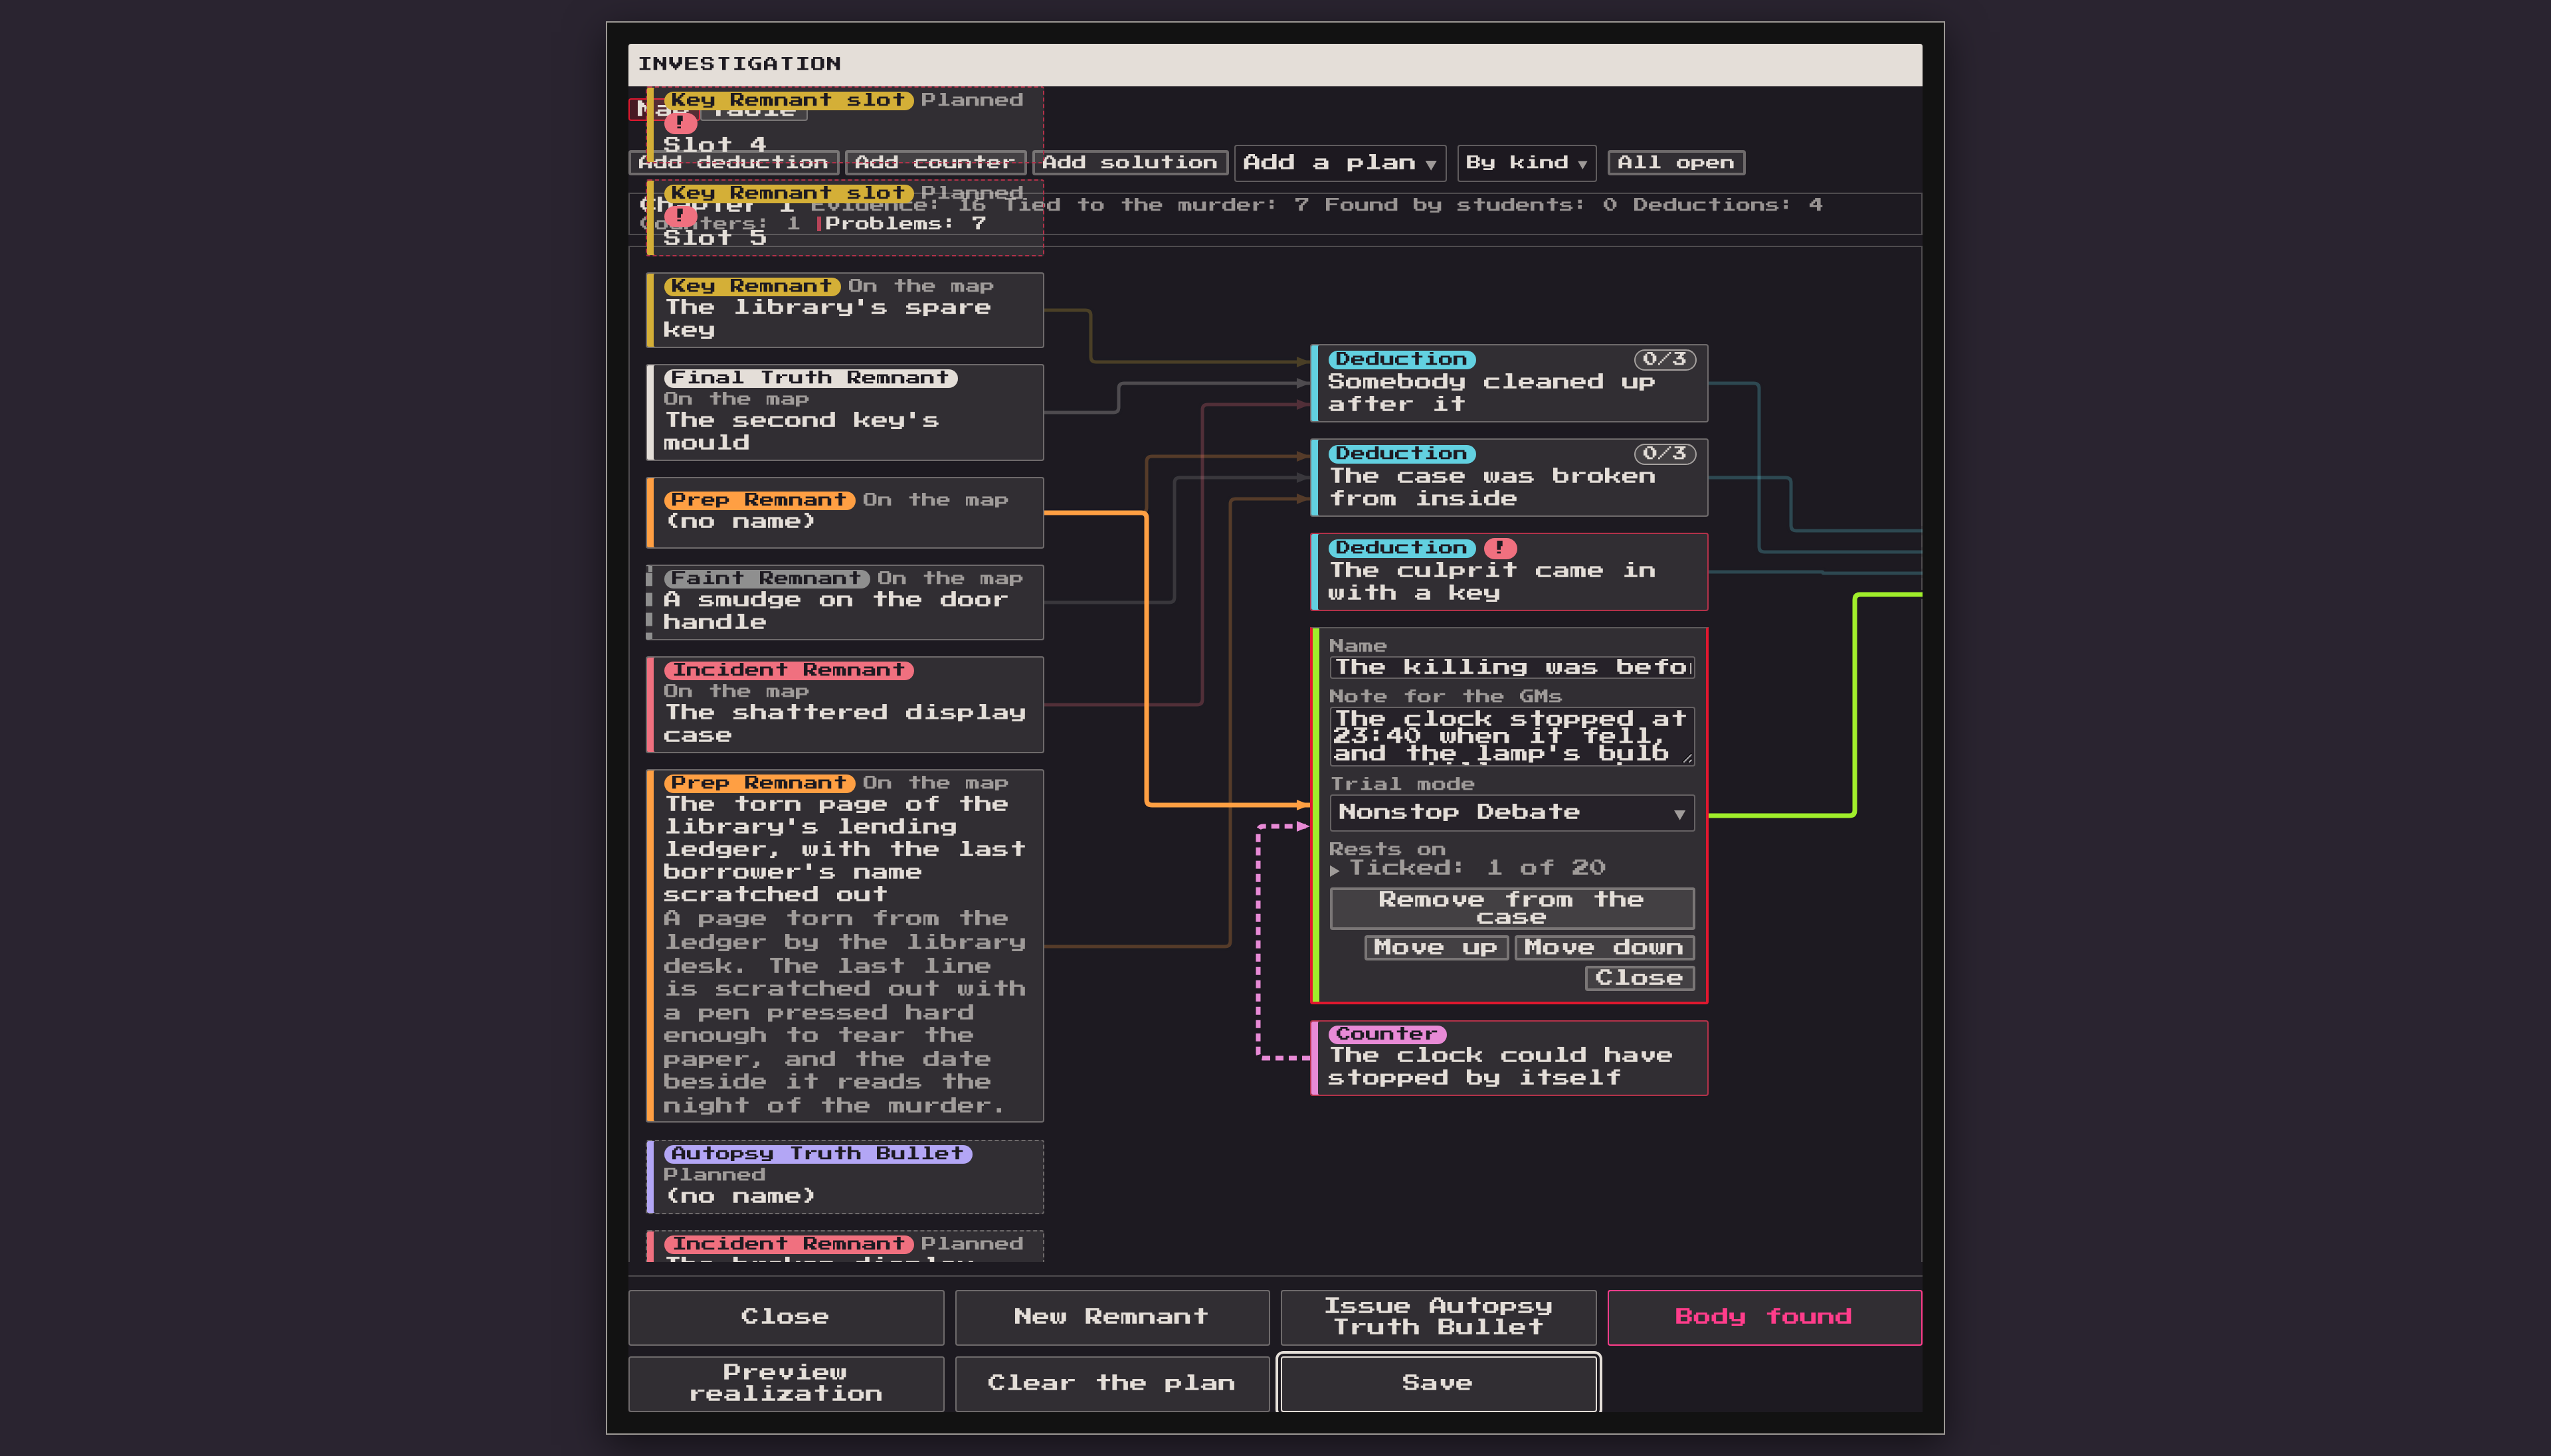 INVESTIGATION
Key Remnant slot Planned
!
Slot 4
Table
Add deduction Add counter Add solution Add a plan By kind All open
Key Remnant slot Planned
!
Slot 5
Chapter 1 Evidence: 16 Tied to the murder: 7 Found by students: 0 Deductions: 4
Counters: 1 Problems: 7
Key Remnant On the map
The library's spare
key
Final Truth Remnant
On the map
The second key's
mould
Prep Remnant On the map
(no name)
Faint Remnant On the map
A smudge on the door
handle
Incident Remnant
On the map
The shattered display
case
Prep Remnant On the map
The torn page of the
library's lending
ledger, with the last
borrower's name
scratched out
A page torn from the
ledger by the library
desk. The last line
is scratched out with
a pen pressed hard
enough to tear the
paper, and the date
beside it reads the
night of the murder.
Autopsy Truth Bullet
Planned
(no name)
Incident Remnant Planned
Deduction 0/3
Somebody cleaned up
after it
Deduction 0/3
The case was broken
from inside
Deduction !
The culprit came in
with a key
Name
The killing was befo
Note for the GMs
The clock stopped at
23:40 when it fell,
and the lamp's bulb
Trial mode
Nonstop Debate
Rests on
Ticked: 1 of 20
Remove from the
case
Move up Move down
Close
Counter
The clock could have
stopped by itself
Close New Remnant Issue Autopsy
Truth Bullet Body found
Preview
realization Clear the plan Save